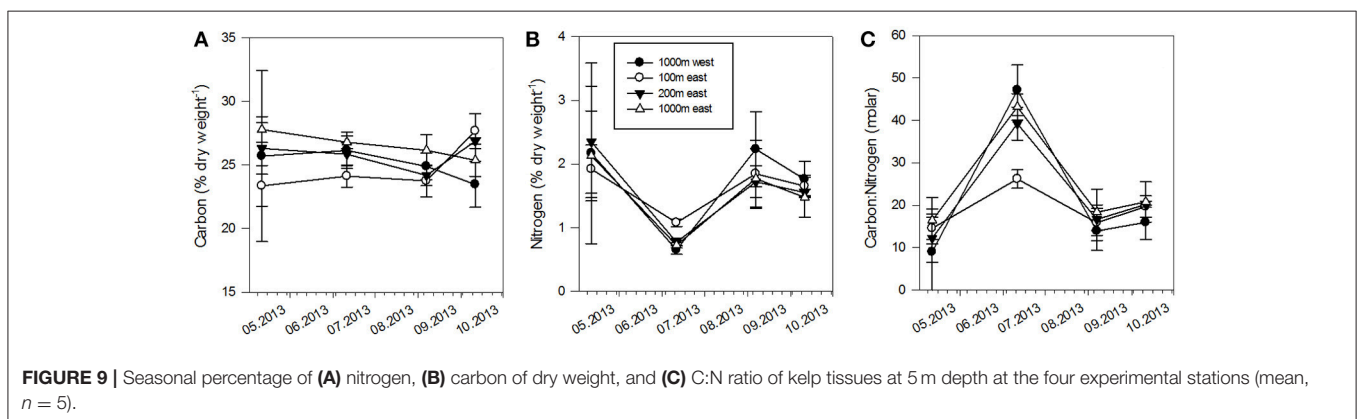 A
35
30
25
20
15
Carbon (% dry weight⁻¹)
05.2013
06.2013
07.2013
08.2013
09.2013
10.2013
B
4
3
2
1
0
Nitrogen (% dry weight⁻¹)
1000m west
100m east
200m east
1000m east
05.2013
06.2013
07.2013
08.2013
09.2013
10.2013
C
60
50
40
30
20
10
0
Carbon:Nitrogen (molar)
05.2013
06.2013
07.2013
08.2013
09.2013
10.2013
FIGURE 9 | Seasonal percentage of (A) nitrogen, (B) carbon of dry weight, and (C) C:N ratio of kelp tissues at 5 m depth at the four experimental stations (mean,
n = 5).